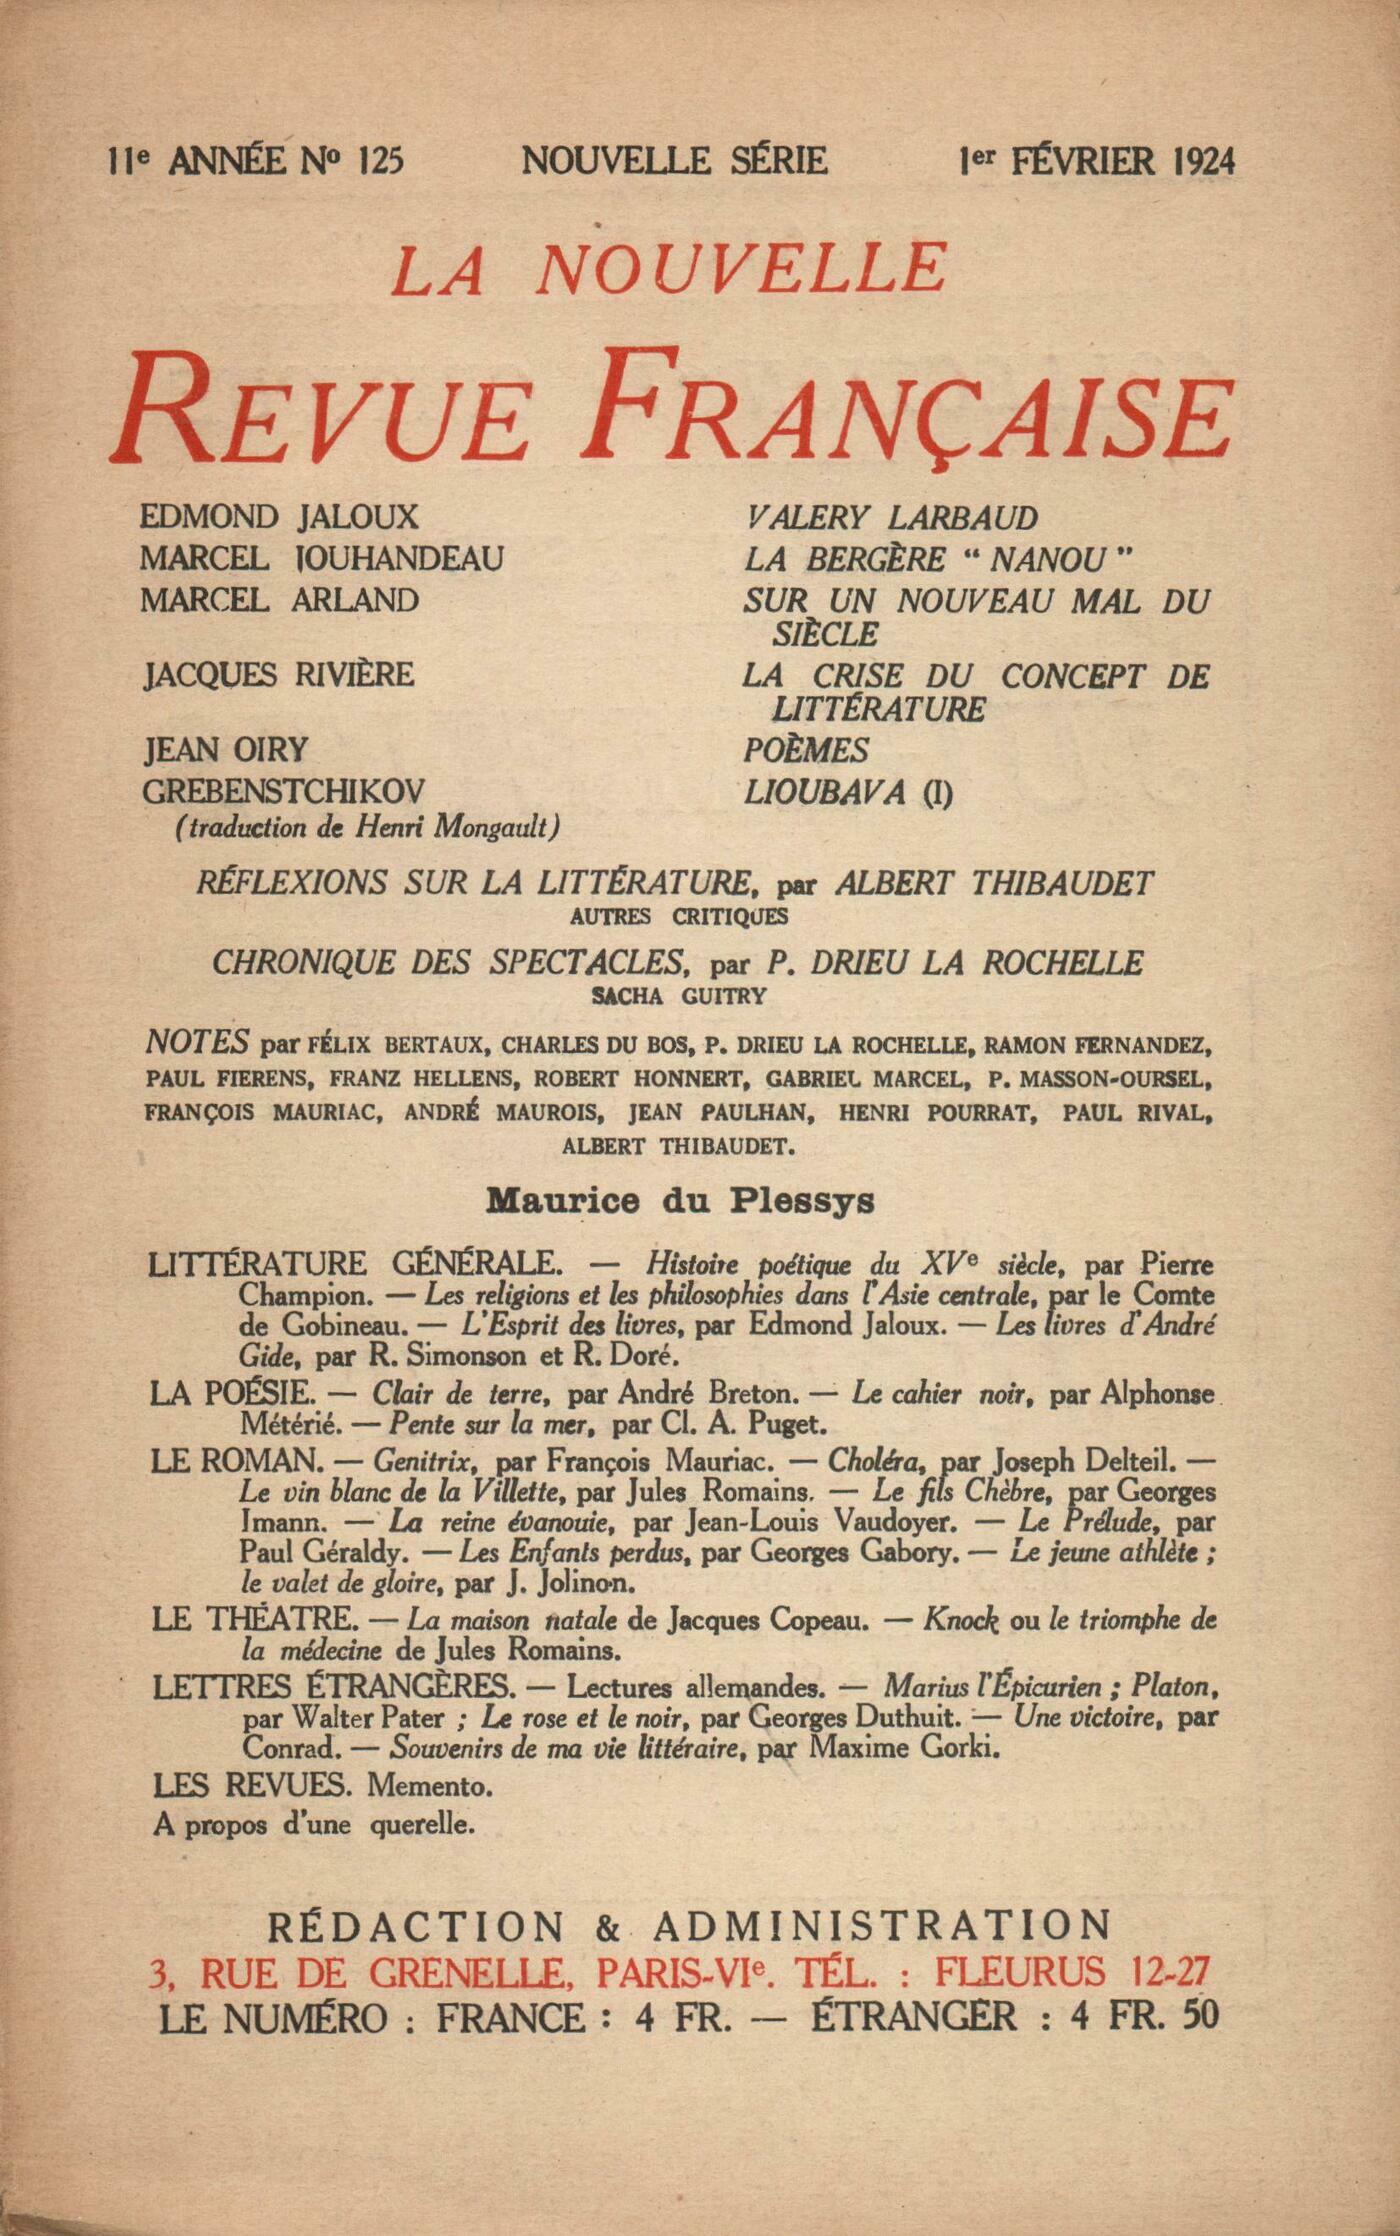 11e ANNÉE No 125 NOUVELLE SÉRIE 1er FÉVRIER 1924
LA NOUVELLE
REVUE FRANÇAISE
EDMOND JALOUX VALERY LARBAUD
MARCEL JOUHANDEAU LA BERGÈRE “ NANOU ”
MARCEL ARLAND SUR UN NOUVEAU MAL DU
SIÈCLE
JACQUES RIVIÈRE LA CRISE DU CONCEPT DE
LITTÉRATURE
JEAN OIRY POÈMES
GREBENSTCHIKOV LIOUBAVA (I)
(traduction de Henri Mongault)
RÉFLEXIONS SUR LA LITTÉRATURE, par ALBERT THIBAUDET
AUTRES CRITIQUES
CHRONIQUE DES SPECTACLES, par P. DRIEU LA ROCHELLE
SACHA GUITRY
NOTES par FÉLIX BERTAUX, CHARLES DU BOS, P. DRIEU LA ROCHELLE, RAMON FERNANDEZ,
PAUL FIERENS, FRANZ HELLENS, ROBERT HONNERT, GABRIEL MARCEL, P. MASSON-OURSEL,
FRANÇOIS MAURIAC, ANDRÉ MAUROIS, JEAN PAULHAN, HENRI POURRAT, PAUL RIVAL,
ALBERT THIBAUDET.
Maurice du Plessys
LITTÉRATURE GÉNÉRALE. — Histoire poétique du XVe siècle, par Pierre
Champion. — Les religions et les philosophies dans l'Asie centrale, par le Comte
de Gobineau. — L'Esprit des livres, par Edmond Jaloux. — Les livres d'André
Gide, par R. Simonson et R. Doré.
LA POÉSIE. — Clair de terre, par André Breton. — Le cahier noir, par Alphonse
Métérié. — Pente sur la mer, par Cl. A. Puget.
LE ROMAN. — Genitrix, par François Mauriac. — Choléra, par Joseph Delteil. —
Le vin blanc de la Villette, par Jules Romains. — Le fils Chèbre, par Georges
Imann. — La reine évanouie, par Jean-Louis Vaudoyer. — Le Prélude, par
Paul Géraldy. — Les Enfants perdus, par Georges Gabory. — Le jeune athlète ;
le valet de gloire, par J. Jolinon.
LE THÉATRE. — La maison natale de Jacques Copeau. — Knock ou le triomphe de
la médecine de Jules Romains.
LETTRES ÉTRANGÈRES. — Lectures allemandes. — Marius l'Épicurien ; Platon,
par Walter Pater ; Le rose et le noir, par Georges Duthuit. — Une victoire, par
Conrad. — Souvenirs de ma vie littéraire, par Maxime Gorki.
LES REVUES. Memento.
A propos d'une querelle.
RÉDACTION & ADMINISTRATION
3, RUE DE GRENELLE, PARIS-VIe. TÉL. : FLEURUS 12-27
LE NUMÉRO : FRANCE : 4 FR. — ÉTRANGER : 4 FR. 50